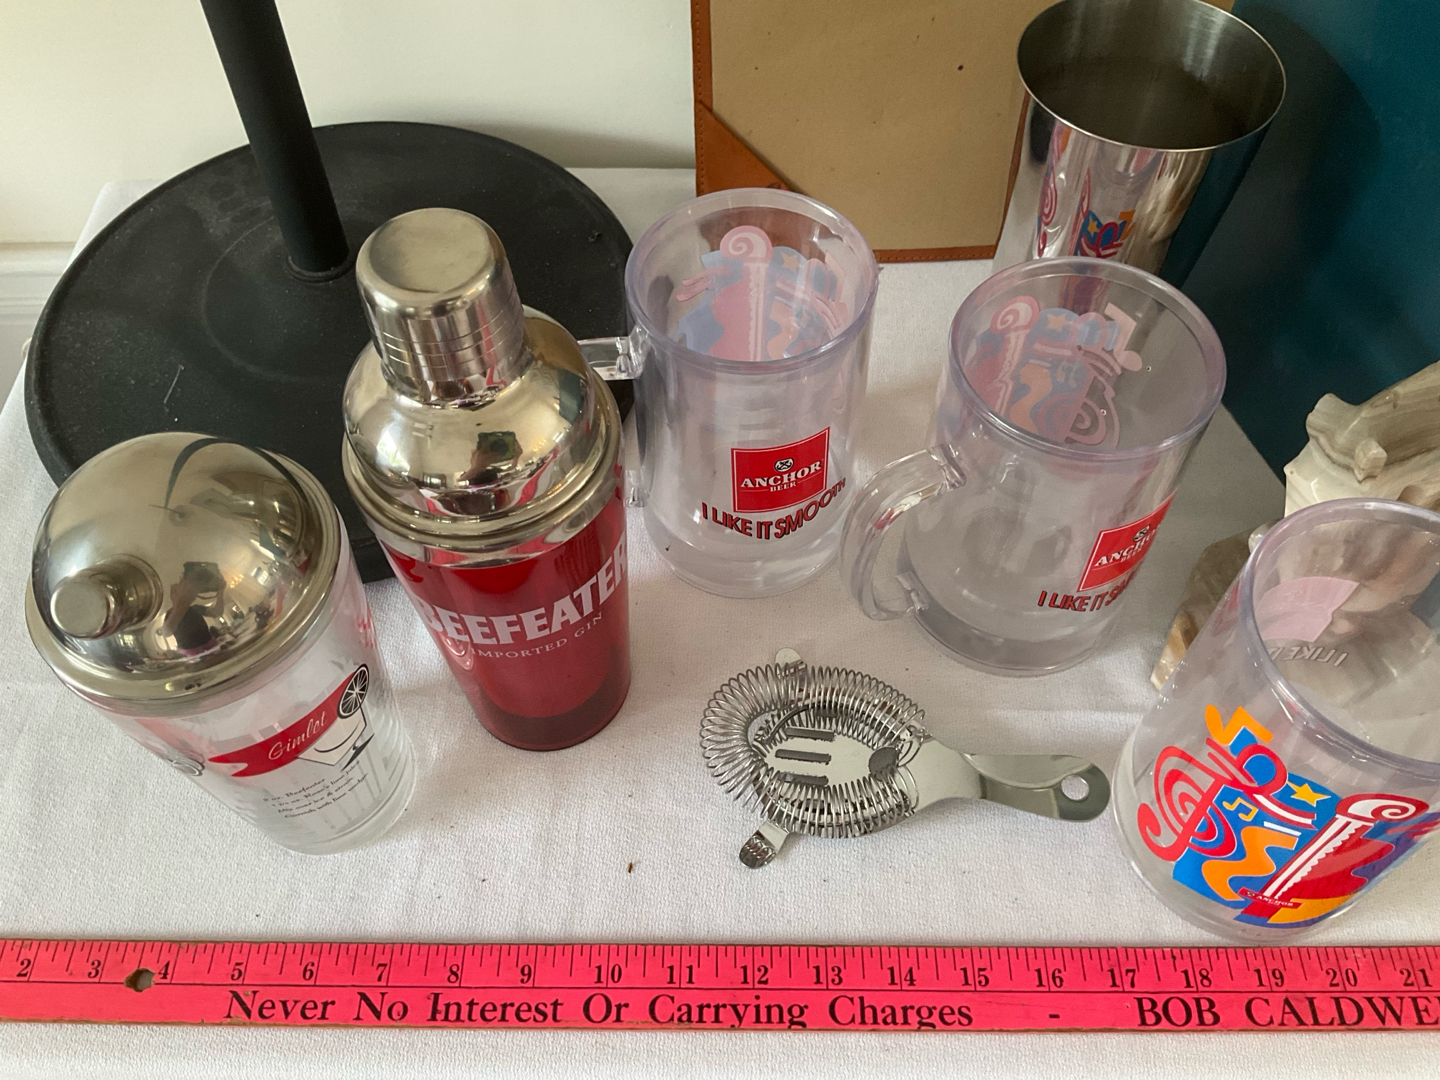 ANCHOR
BEER
I LIKE IT SMOOTH
ANCHOR
BEER
I LIKE IT
BEEFEATER
IMPORTED GIN
Gimlet
I LIKE
ANCHOR
2 3 4 5 6 7 8 9 10 11 12 13 14 15 16 17 18 19 20 21
Never No Interest Or Carrying Charges - BOB CALDWE